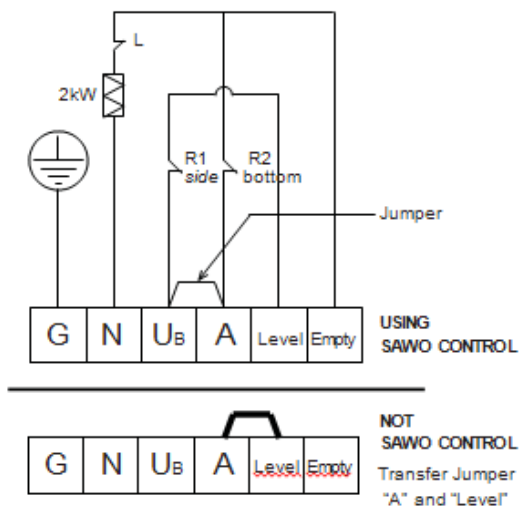 L
2kW
R1
side
R2
bottom
Jumper
G N UB A Level Empty
USING
SAWO CONTROL
NOT
SAWO CONTROL
G N UB A Level Empty
Transfer Jumper
"A" and "Level"